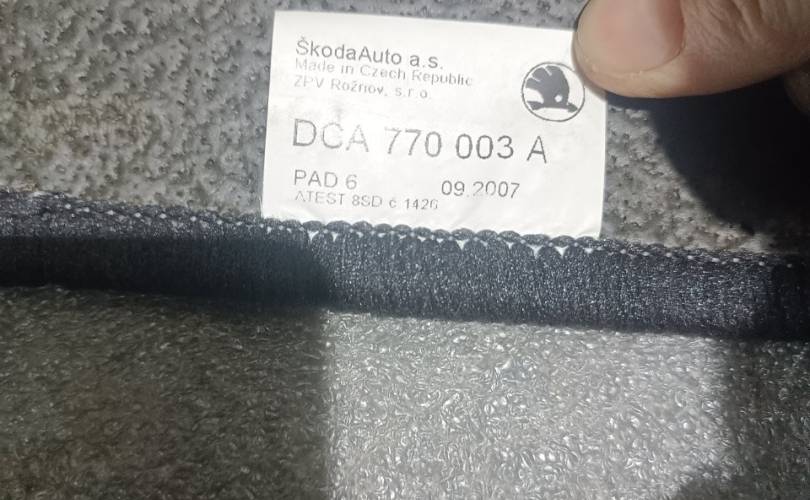 ŠkodaAuto a.s.
Made in Czech Republic
ZPV Rožnov, s.r.o.
DCA 770 003 A
PAD 6 09.2007
ATEST 8SD č 1426